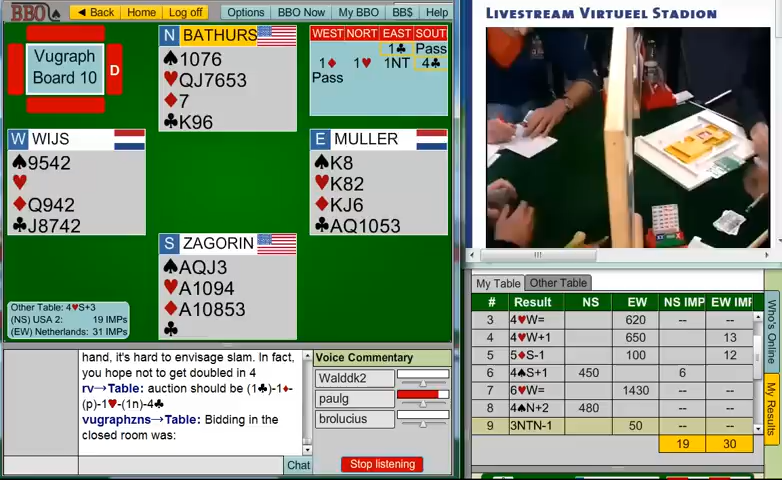 BBO ◄ Back Home Log off Options BBO Now My BBO BB$ Help
LIVESTREAM VIRTUEEL STADION
Vugraph
Board 10
D
N BATHURS
♠1076
♥QJ7653
♦7
♣K96
WEST NORT EAST SOUT
1♣ Pass
1♦ 1♥ 1NT 4♣
Pass
W WIJS
♠9542
♥
♦Q942
♣J8742
E MULLER
♠K8
♥K82
♦KJ6
♣AQ1053
S ZAGORIN
♠AQJ3
♥A1094
♦A10853
♣
Other Table: 4♥S+3
(NS) USA 2: 19 IMPs
(EW) Netherlands: 31 IMPs
hand, it's hard to envisage slam. In fact,
you hope not to get doubled in 4
rv→Table: auction should be (1♣)-1♦-
(p)-1♥-(1n)-4♣
vugraphzns→Table: Bidding in the
closed room was:
Chat
Voice Commentary
Walddk2
paulg
brolucius
Stop listening
My Table Other Table
# Result NS EW NS IMP EW IMP
3 4♥W= 620 -- --
4 4♥W+1 650 -- 13
5 5♦S-1 100 -- 12
6 4♠S+1 450 6 --
7 6♥W= 1430 -- --
8 4♠N+2 480 -- --
9 3NTN-1 50 -- --
19 30
Who's Online
My Results